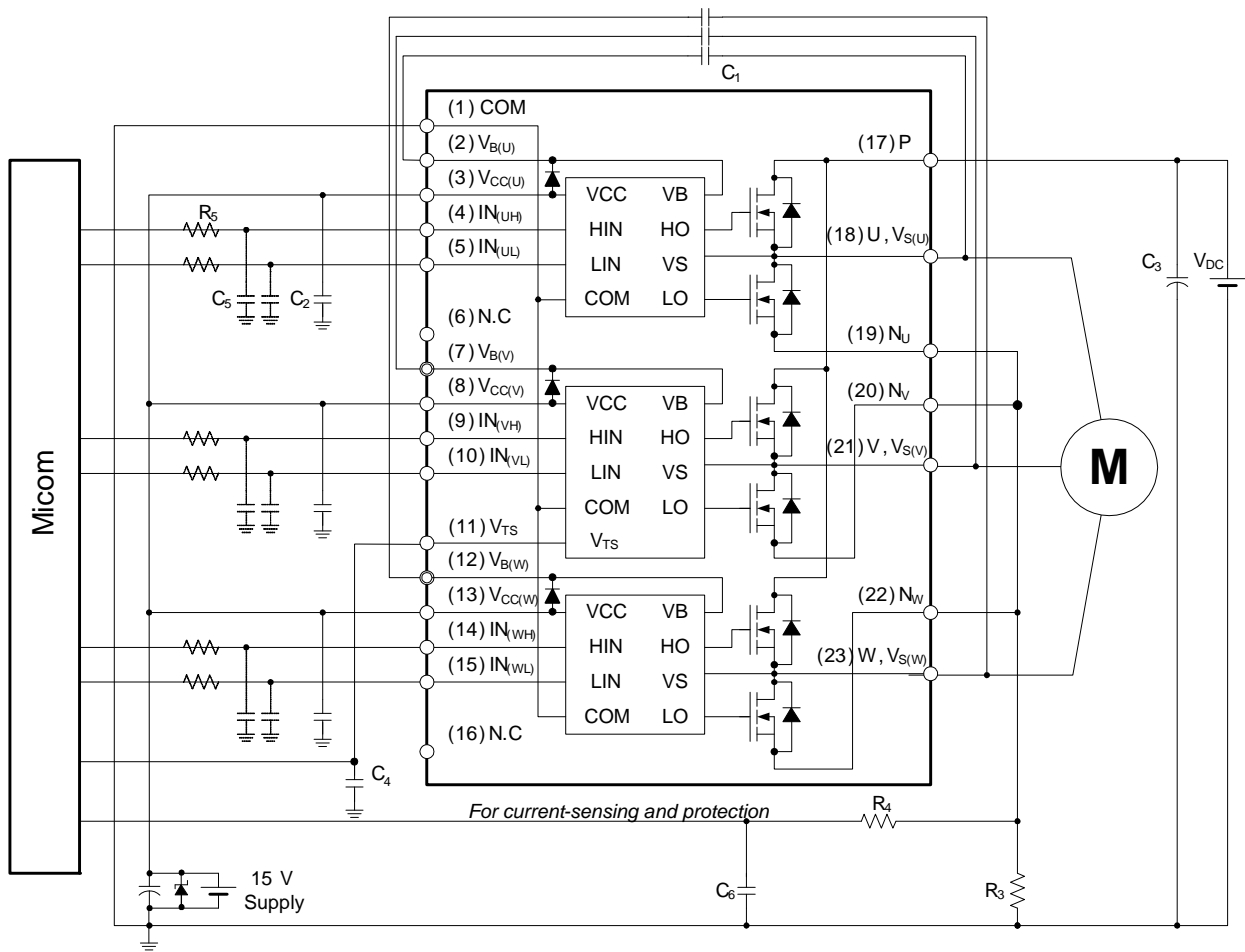 C1
(1) COM
(2) VB(U)
(3) VCC(U)
(4) IN(UH)
(5) IN(UL)
(6) N.C
(7) VB(V)
(8) VCC(V)
(9) IN(VH)
(10) IN(VL)
(11) VTS
(12) VB(W)
(13) VCC(W)
(14) IN(WH)
(15) IN(WL)
(16) N.C
VCC VB
HIN HO
LIN VS
COM LO
VCC VB
HIN HO
LIN VS
COM LO
VTS
VCC VB
HIN HO
LIN VS
COM LO
(17) P
(18) U, VS(U)
(19) NU
(20) NV
(21) V, VS(V)
(22) NW
(23) W, VS(W)
Micom
R5
C5
C2
C4
C3
VDC
M
For current-sensing and protection
R4
C6
R3
15 V
Supply